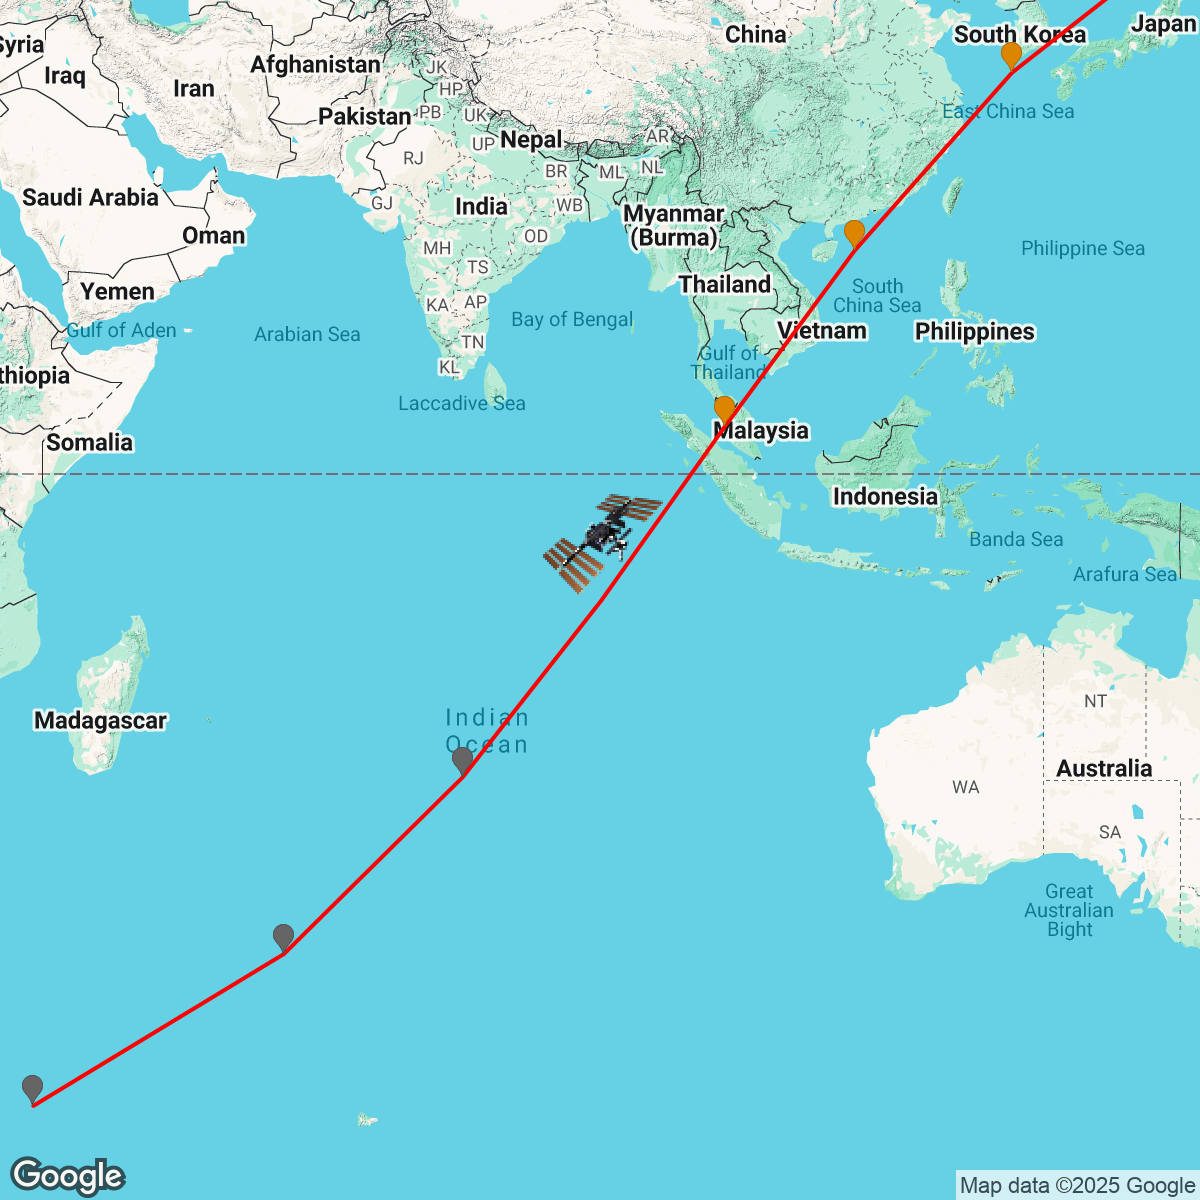 South Korea
Japan
China
Syria
Iraq
Afghanistan
Iran
JK
HP
Pakistan
PB
UK
East China Sea
Nepal
UP
AR
RJ
BR
ML
NL
Saudi Arabia
GJ
India
WB
Myanmar
(Burma)
Oman
OD
MH
Philippine Sea
TS
Yemen
Thailand
South
China Sea
KA
AP
Gulf of Aden
Arabian Sea
Bay of Bengal
Vietnam
Philippines
TN
Gulf of
Thailand
KL
thiopia
Laccadive Sea
Somalia
Malaysia
Indonesia
Banda Sea
Arafura Sea
NT
Madagascar
Indian
Ocean
Australia
WA
SA
Great
Australian
Bight
Google
Map data ©2025 Google